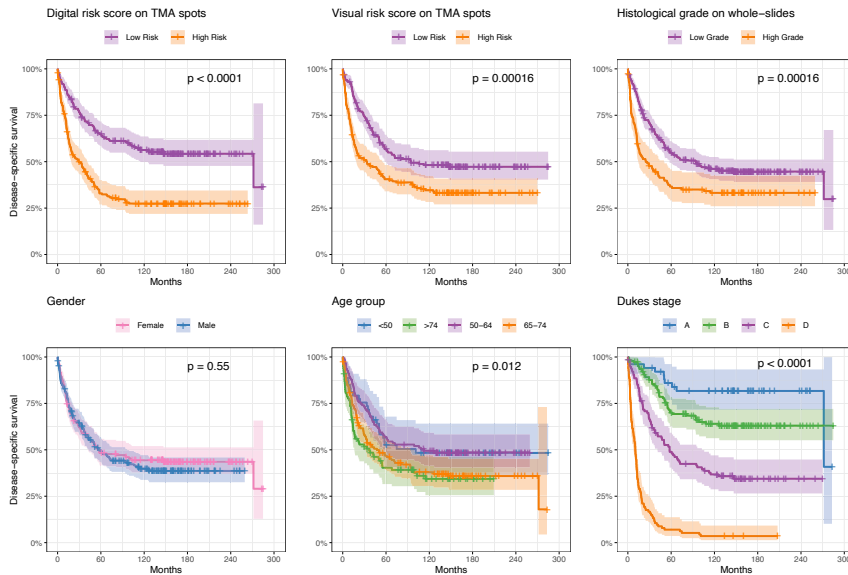 Digital risk score on TMA spots
Low Risk High Risk
p < 0.0001
Disease−specific survival
100%
75%
50%
25%
0%
0 60 120 180 240 300
Months
Visual risk score on TMA spots
Low Risk High Risk
p = 0.00016
100%
75%
50%
25%
0%
0 60 120 180 240 300
Months
Histological grade on whole−slides
Low Grade High Grade
p = 0.00016
100%
75%
50%
25%
0%
0 60 120 180 240 300
Months
Gender
Female Male
p = 0.55
Disease−specific survival
100%
75%
50%
25%
0%
0 60 120 180 240 300
Months
Age group
<50 >74 50−64 65−74
p = 0.012
100%
75%
50%
25%
0%
0 60 120 180 240 300
Months
Dukes stage
A B C D
p < 0.0001
100%
75%
50%
25%
0%
0 60 120 180 240 300
Months